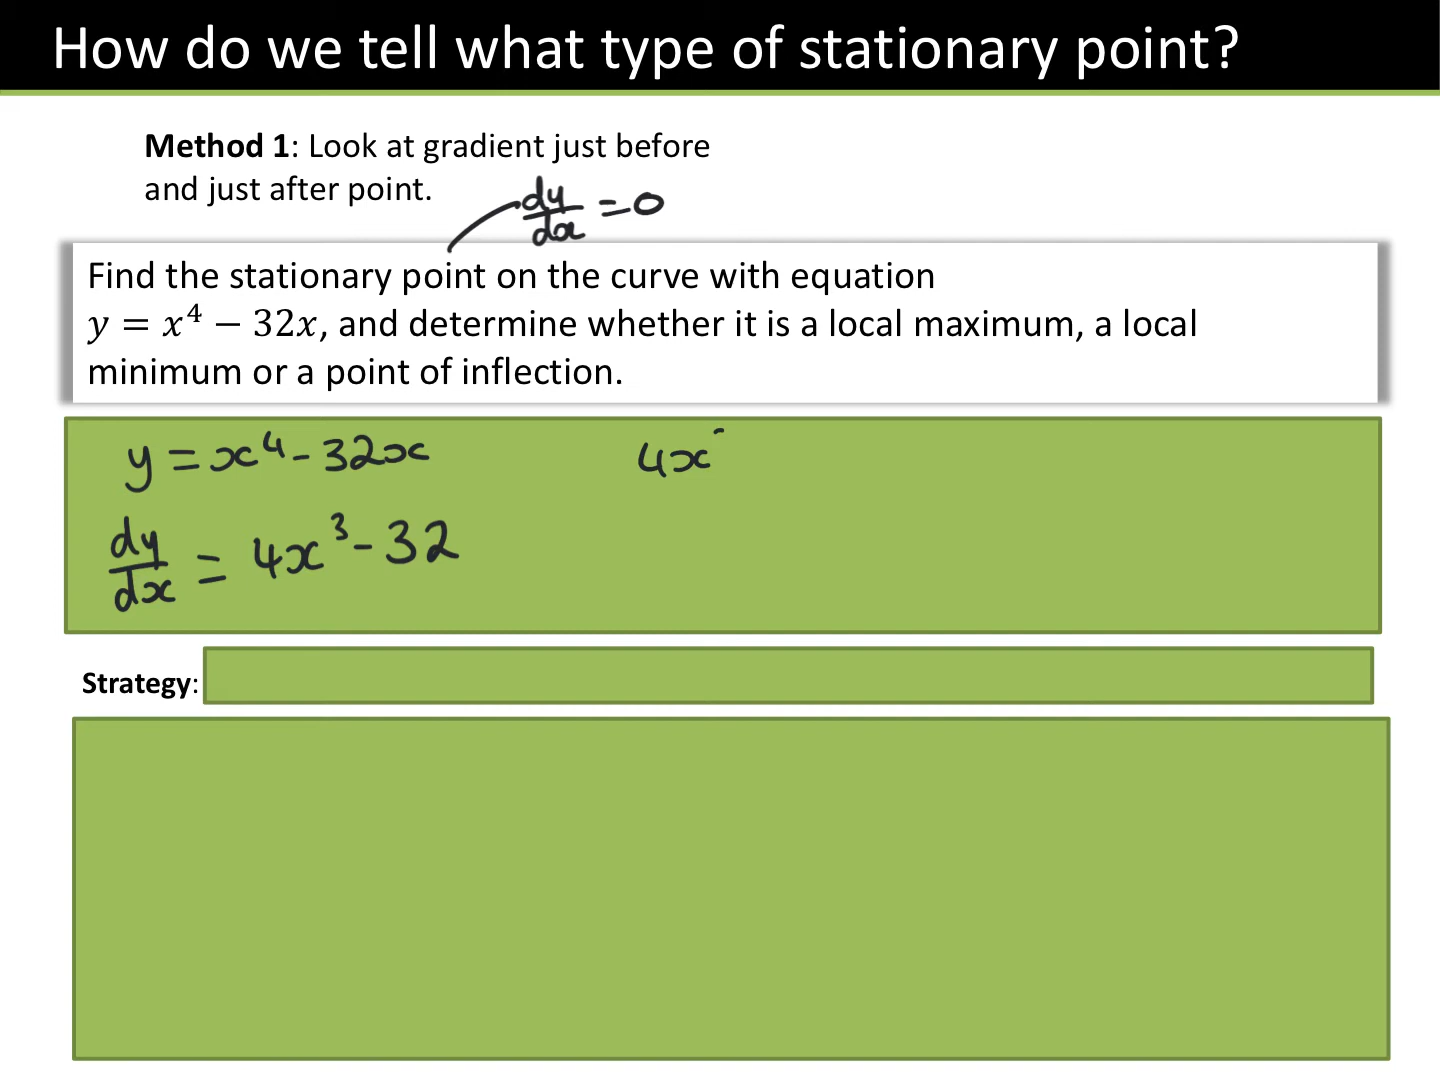 How do we tell what type of stationary point?
Method 1: Look at gradient just before
and just after point.
dy/dx = 0
Find the stationary point on the curve with equation
y = x⁴ − 32x, and determine whether it is a local maximum, a local
minimum or a point of inflection.
y = x⁴ - 32x
4x
dy/dx = 4x³ - 32
Strategy: